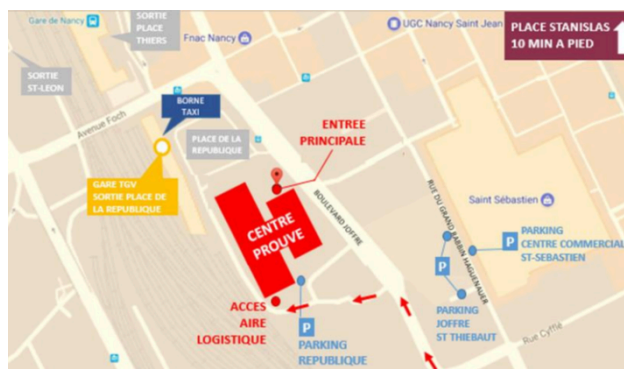 Gare de Nancy
SORTIE
PLACE
THIERS
Fnac Nancy
UGC Nancy Saint Jean
PLACE STANISLAS
10 MIN A PIED
SORTIE
ST-LEON
BORNE
TAXI
Avenue Foch
PLACE DE LA
REPUBLIQUE
ENTREE
PRINCIPALE
GARE TGV
SORTIE PLACE DE
LA REPUBLIQUE
CENTRE
PROUVE
BOULEVARD JOFFRE
RUE DU GRAND RABBIN HAGUENAUER
Saint Sébastien
P
PARKING
CENTRE COMMERCIAL
ST-SEBASTIEN
P
PARKING
JOFFRE
ST THIEBAUT
ACCES
AIRE
LOGISTIQUE
P
PARKING
REPUBLIQUE
Rue Cyfflé